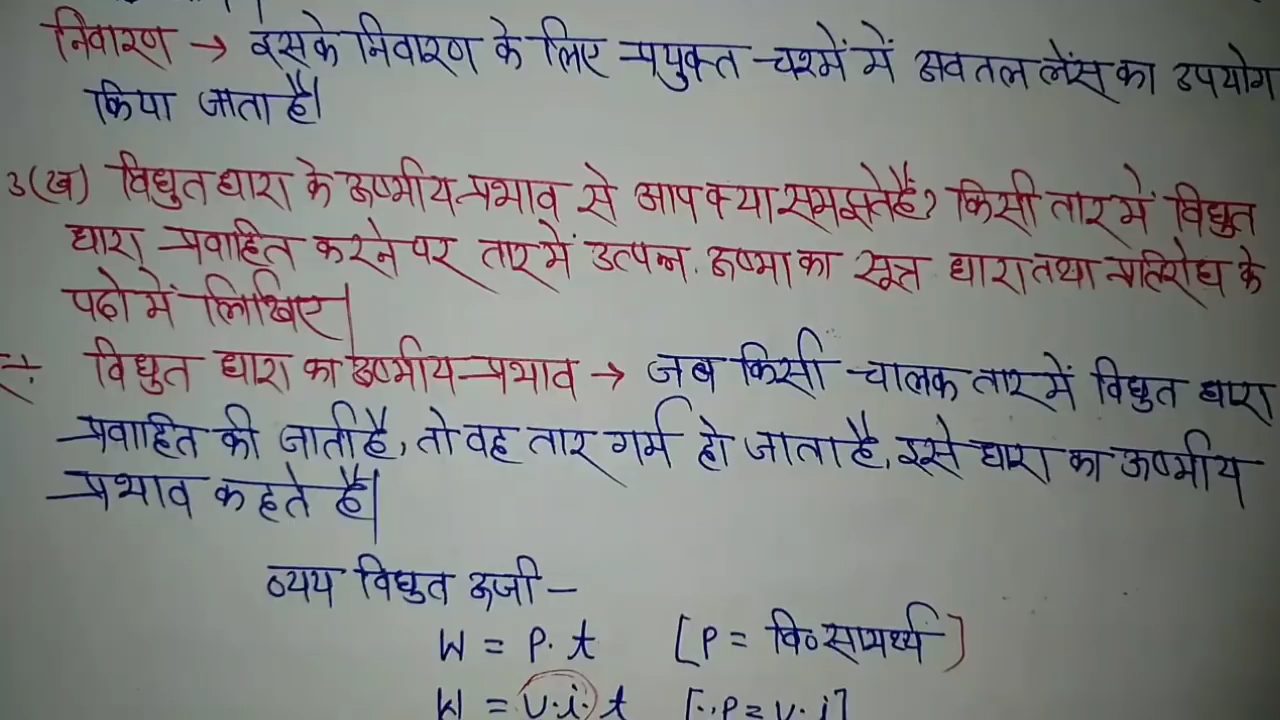 निवारण → इसके निवारण के लिए प्रयुक्त चश्में में अवतल लेंस का उपयोग
किया जाता है।
3(ख) विद्युत धारा के ऊष्मीय प्रभाव से आप क्या समझते हैं? किसी तार में विद्युत
धारा प्रवाहित करने पर तार में उत्पन्न ऊष्मा का सूत्र धारा तथा प्रतिरोध के
पदो में लिखिए।
विद्युत धारा का ऊष्मीय प्रभाव → जब किसी चालक तार में विद्युत धारा
प्रवाहित की जाती है, तो वह तार गर्म हो जाता है, इसे धारा का ऊष्मीय
प्रभाव कहते हैं।
व्यय विद्युत ऊर्जा –
W = P. t [P = वि० सामर्थ्य]
W = V.i. t [∵ P = V. i]